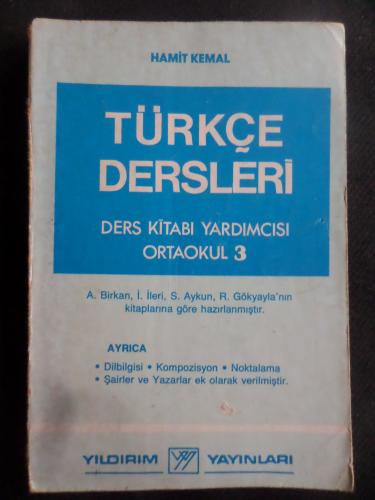 HAMİT KEMAL
TÜRKÇE
DERSLERİ
DERS KİTABI YARDIMCISI
ORTAOKUL 3
A. Birkan, İ. İleri, S. Aykun, R. Gökyayla'nın
kitaplarına göre hazırlanmıştır.
AYRICA
• Dilbilgisi • Kompozisyon • Noktalama
• Şairler ve Yazarlar ek olarak verilmiştir.
YILDIRIM YAYINLARI